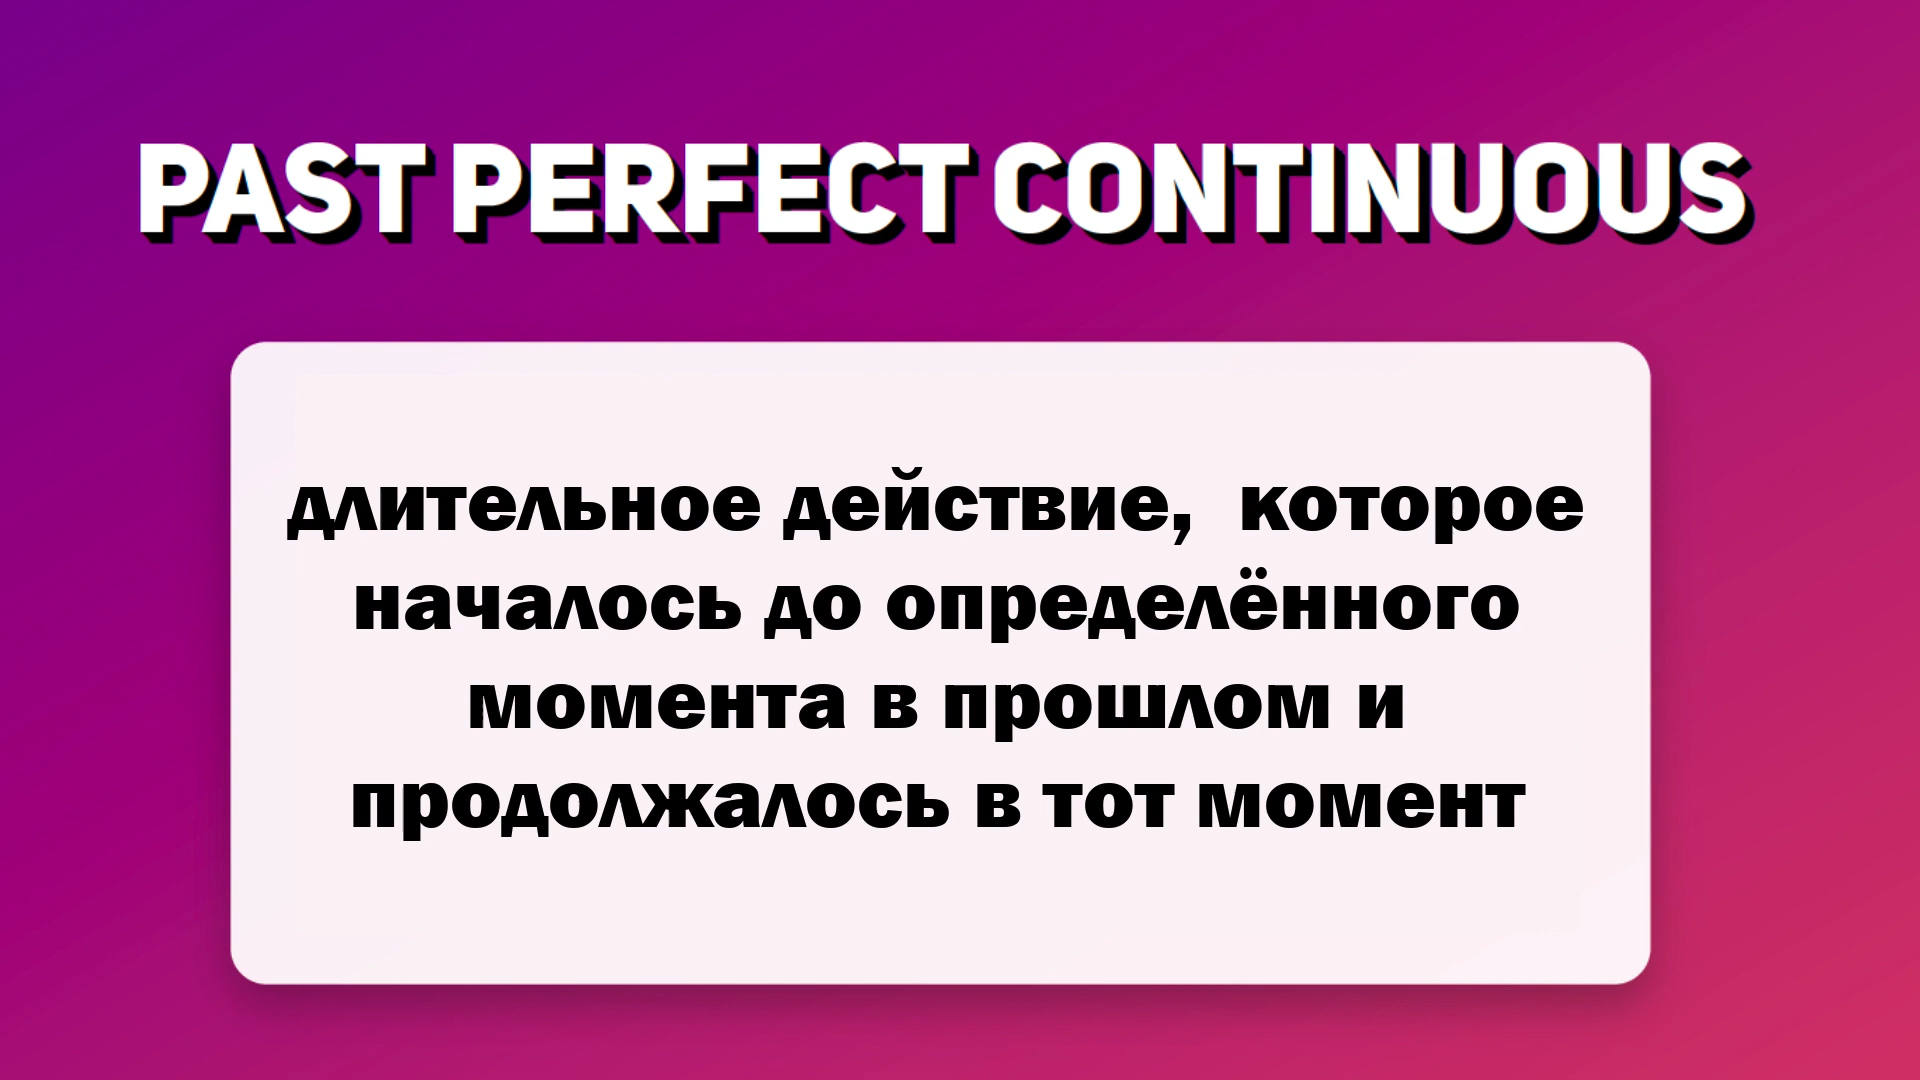 PAST PERFECT CONTINUOUS
длительное действие, которое
началось до определённого
момента в прошлом и
продолжалось в тот момент